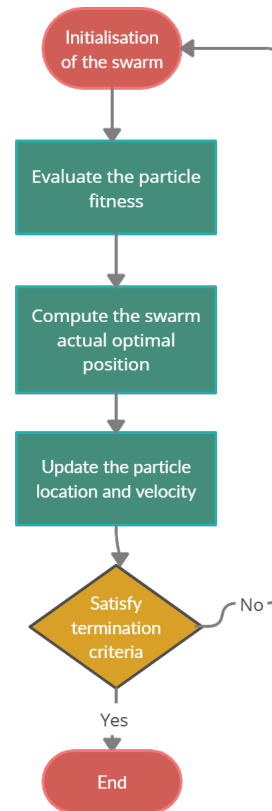 Initialisation
of the swarm
Evaluate the particle
fitness
Compute the swarm
actual optimal
position
Update the particle
location and velocity
Satisfy
termination
criteria
No
Yes
End